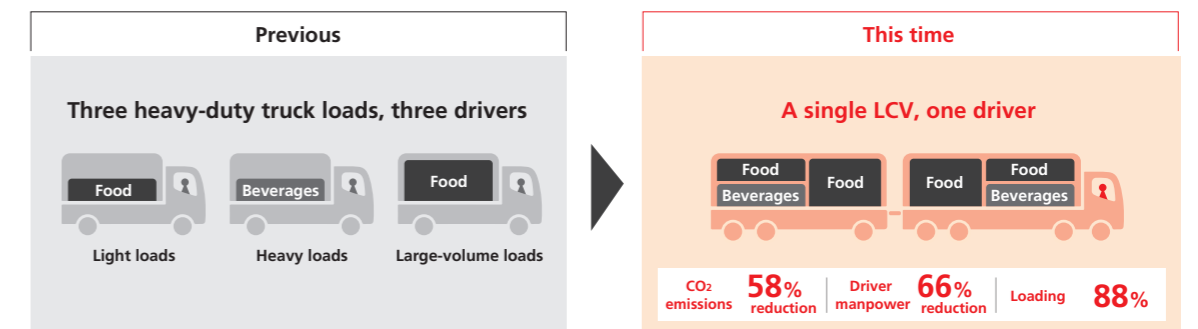 Previous
Three heavy-duty truck loads, three drivers
Food
Beverages
Food
Light loads
Heavy loads
Large-volume loads
This time
A single LCV, one driver
Food
Beverages
Food
Food
Food
Beverages
CO₂
emissions
58%
reduction
Driver
manpower
66%
reduction
Loading
88%